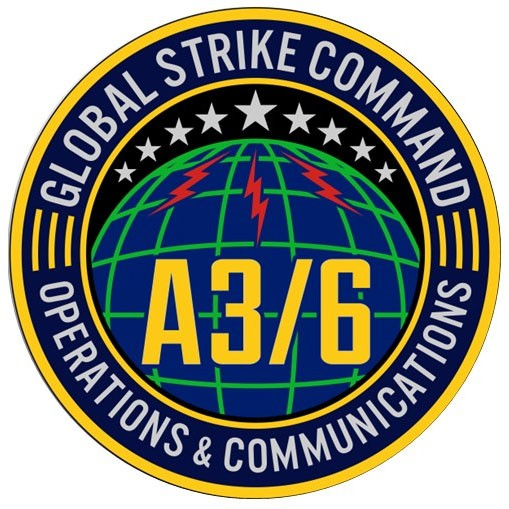 GLOBAL STRIKE COMMAND
A3/6
OPERATIONS & COMMUNICATIONS